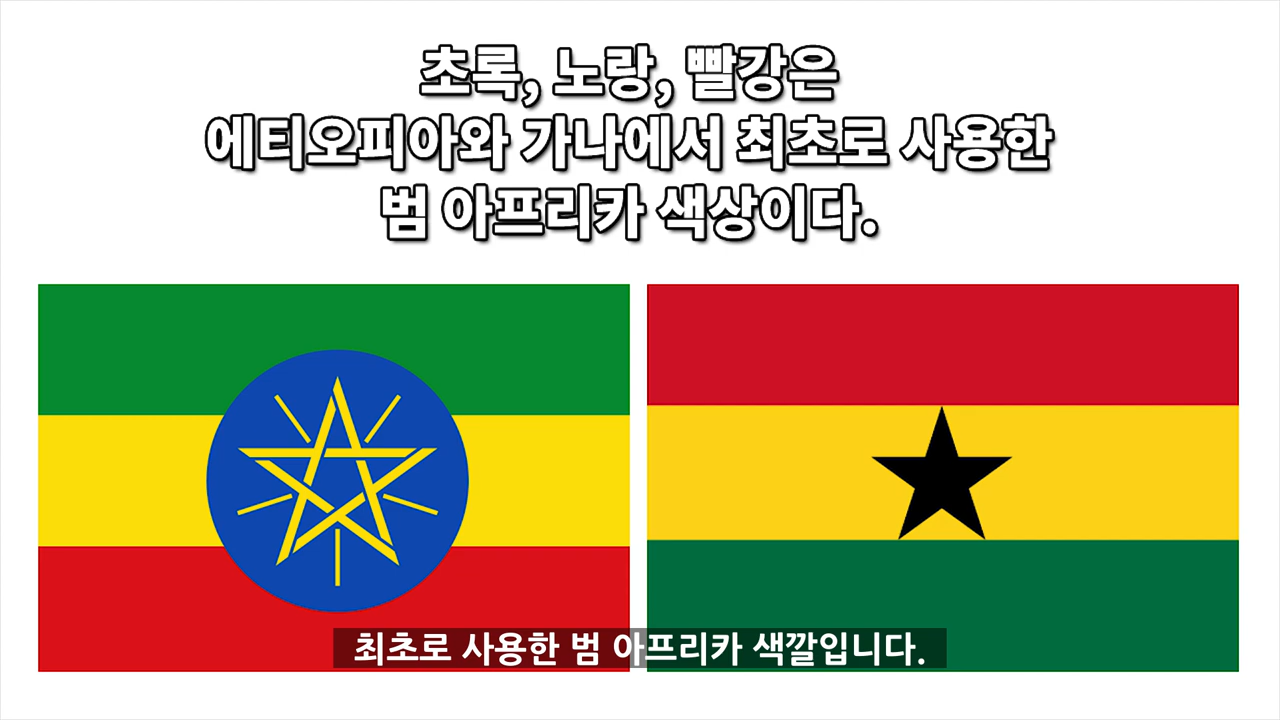 초록, 노랑, 빨강은
에티오피아와 가나에서 최초로 사용한
범 아프리카 색상이다.
최초로 사용한 범 아프리카 색깔입니다.